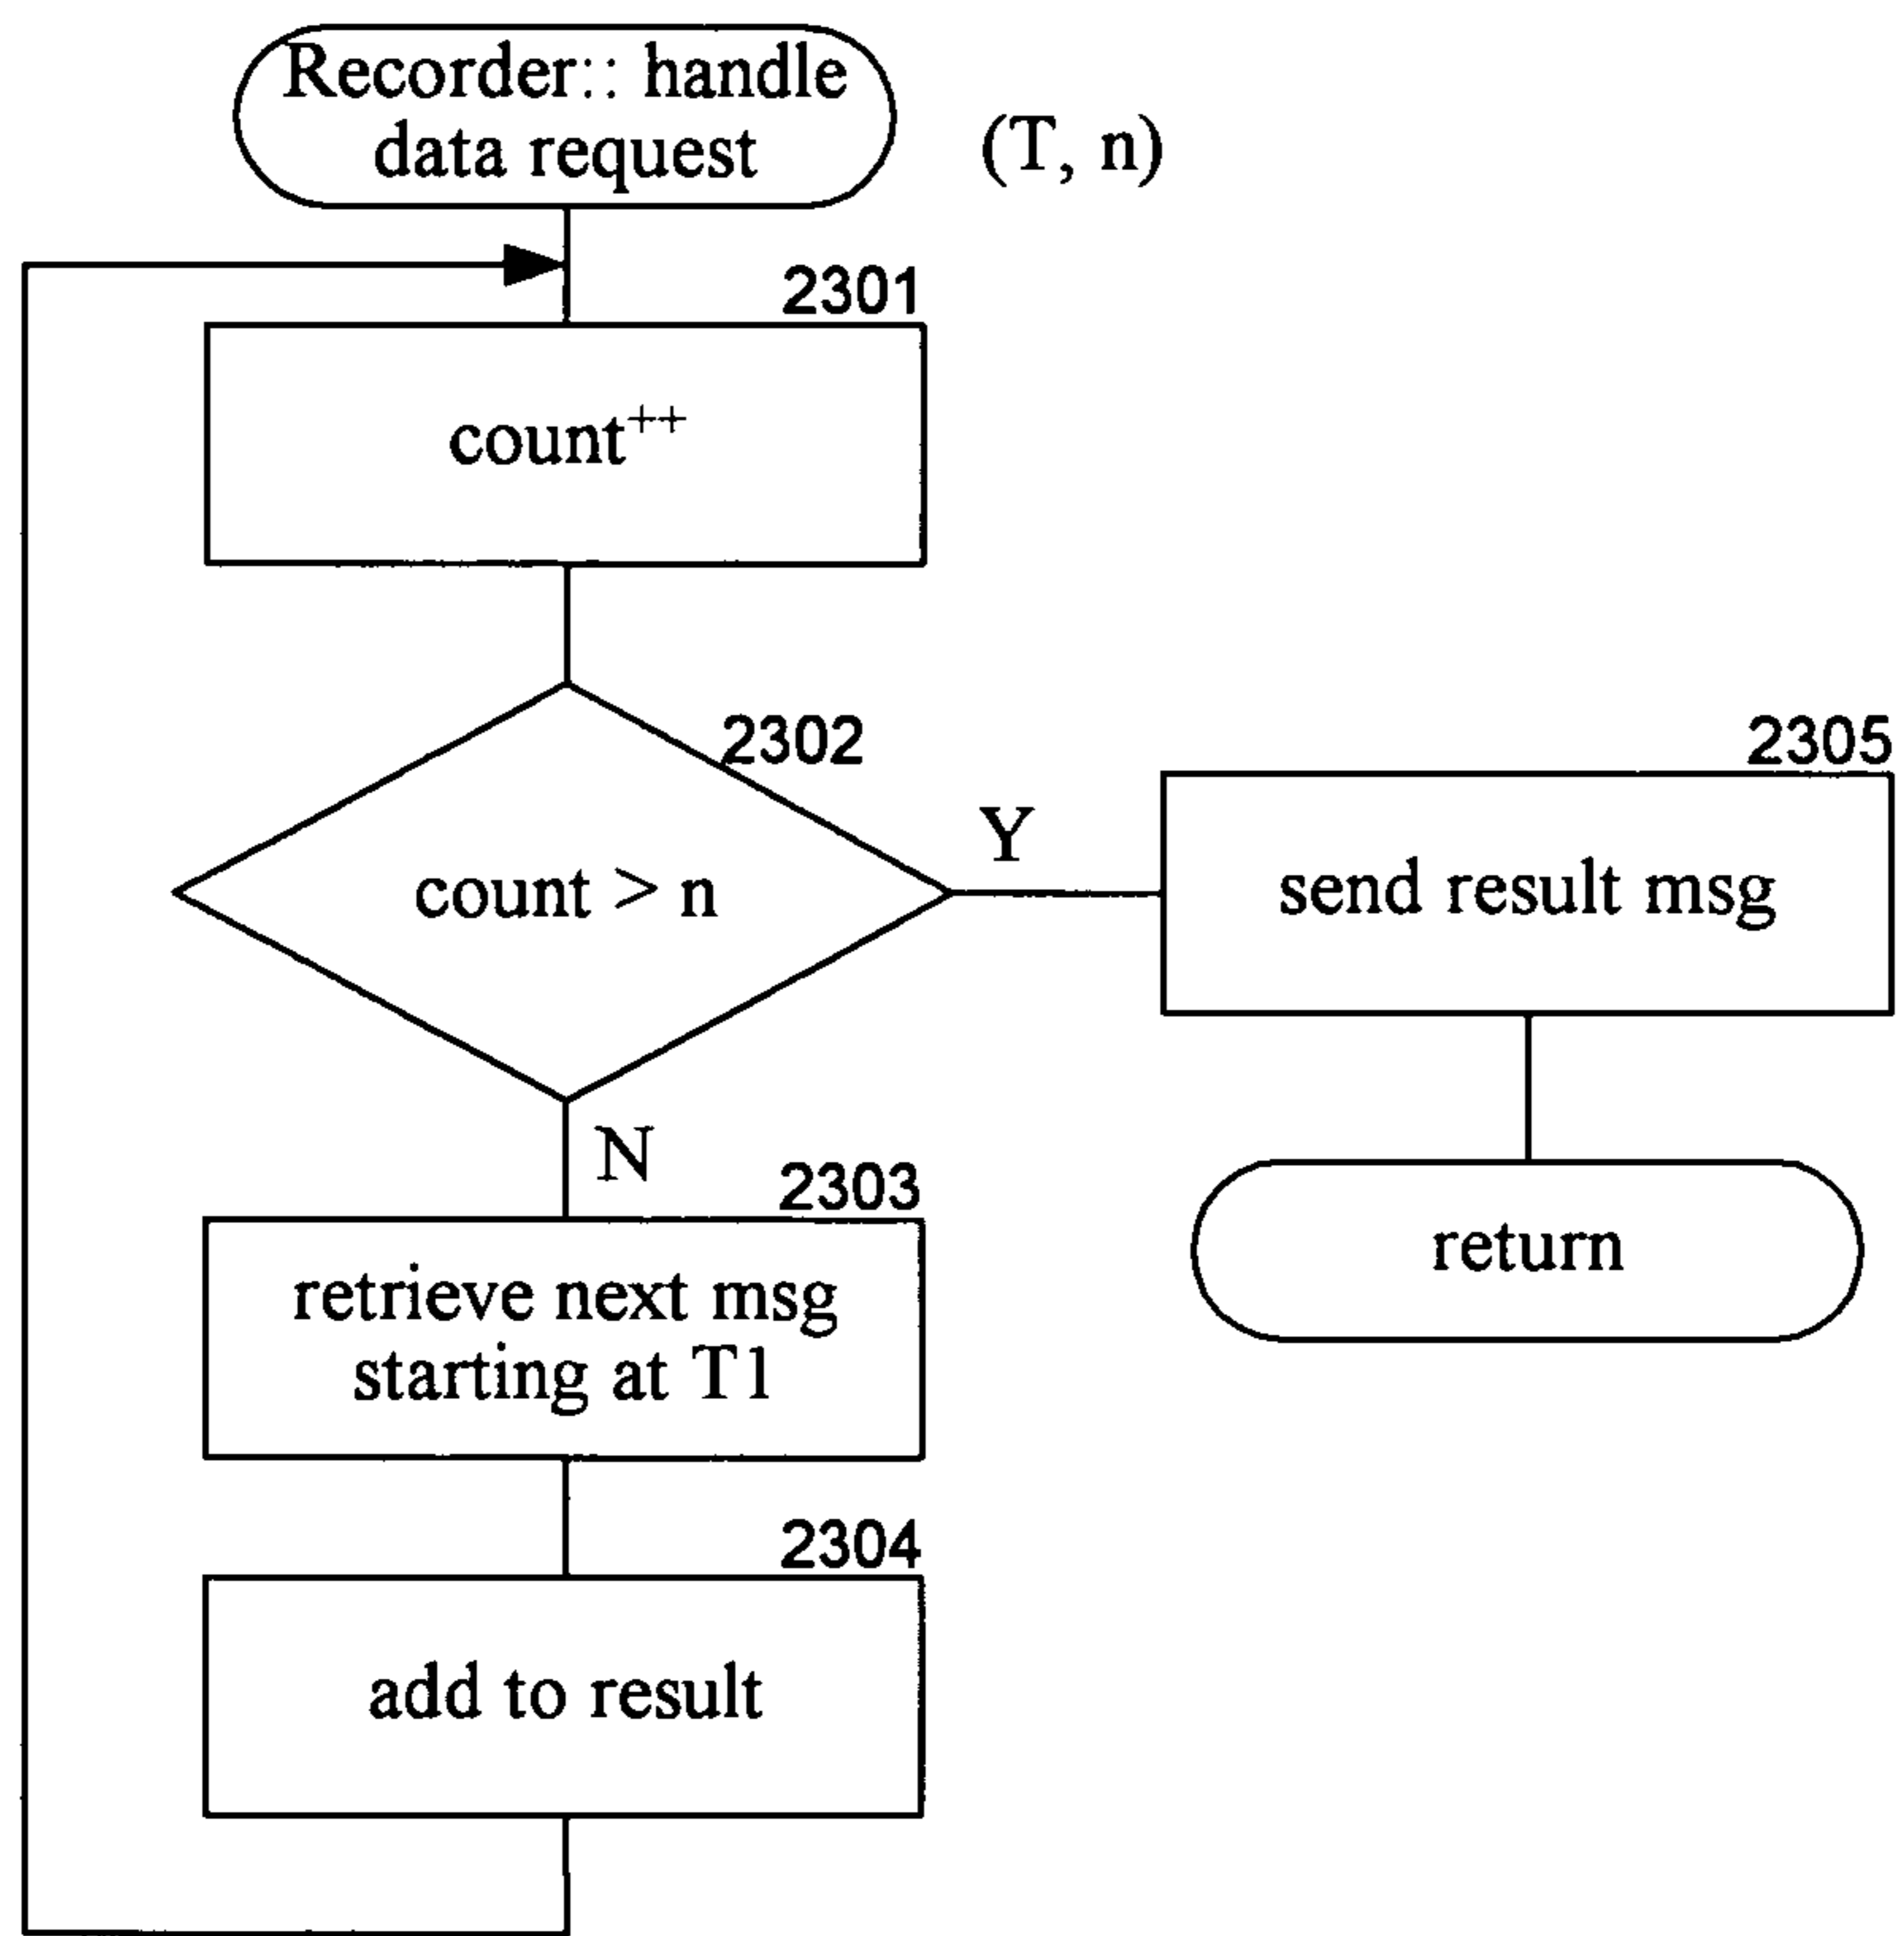 Recorder:: handle
data request
(T, n)
2301
count++
2302
count > n
Y
2305
send result msg
N
return
2303
retrieve next msg
starting at T1
2304
add to result